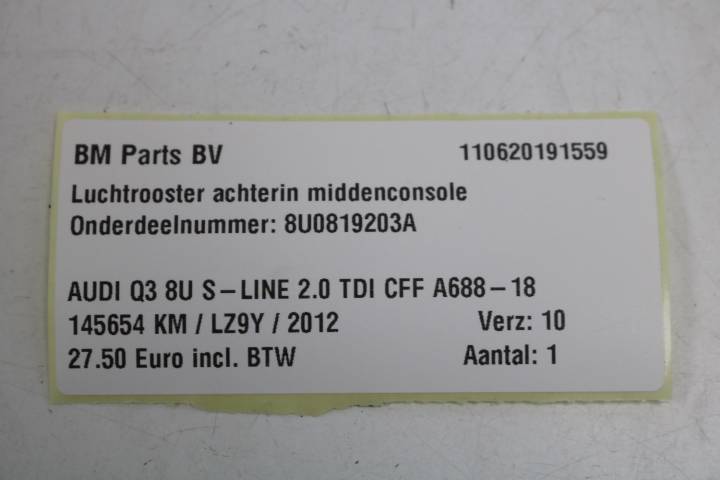 BM Parts BV 110620191559
Luchtrooster achterin middenconsole
Onderdeelnummer: 8U0819203A
AUDI Q3 8U S-LINE 2.0 TDI CFF A688-18
145654 KM / LZ9Y / 2012 Verz: 10
27.50 Euro incl. BTW Aantal: 1